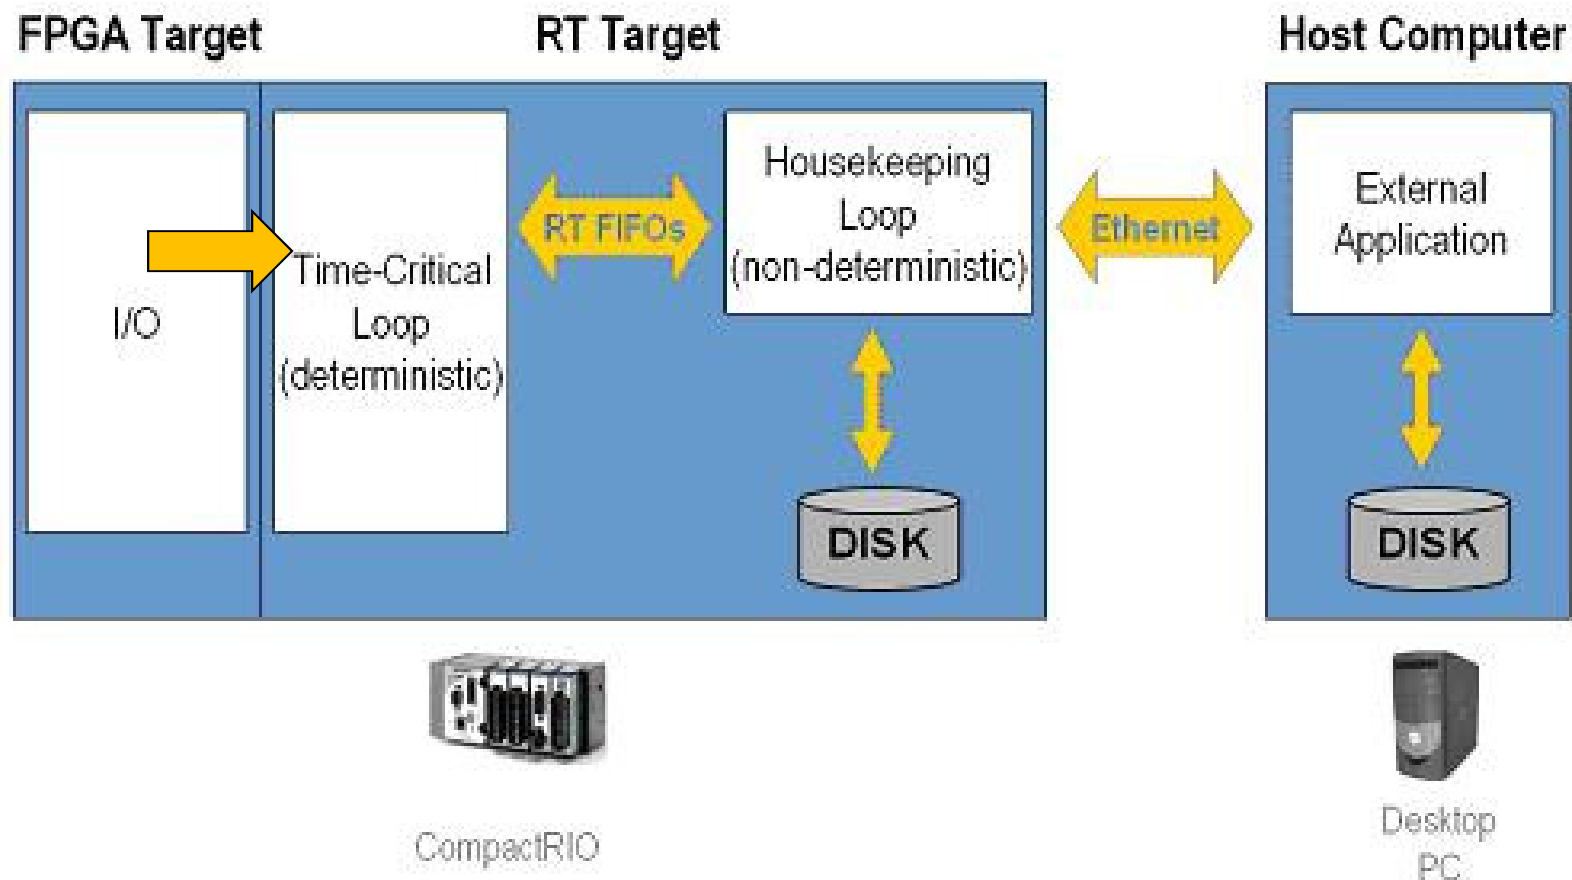 FPGA Target
RT Target
Host Computer
I/O
Time-Critical
Loop
(deterministic)
RT FIFOs
Housekeeping
Loop
(non-deterministic)
Ethernet
External
Application
DISK
DISK
CompactRIO
Desktop
PC